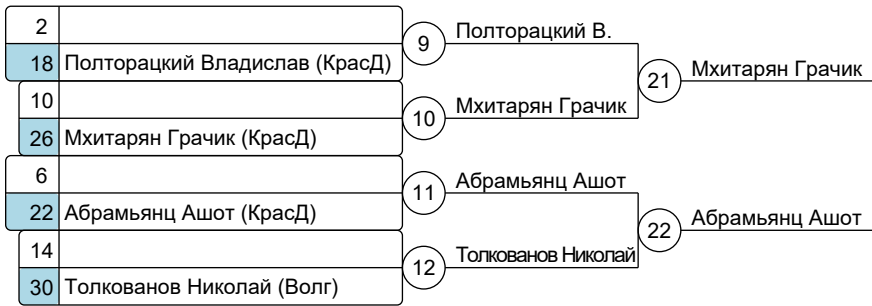 2
18 Полторацкий Владислав (КрасД)
9
Полторацкий В.
10
26 Мхитарян Грачик (КрасД)
10
Мхитарян Грачик
21
Мхитарян Грачик
6
22 Абрамьянц Ашот (КрасД)
11
Абрамьянц Ашот
14
30 Толкованов Николай (Волг)
12
Толкованов Николай
22
Абрамьянц Ашот